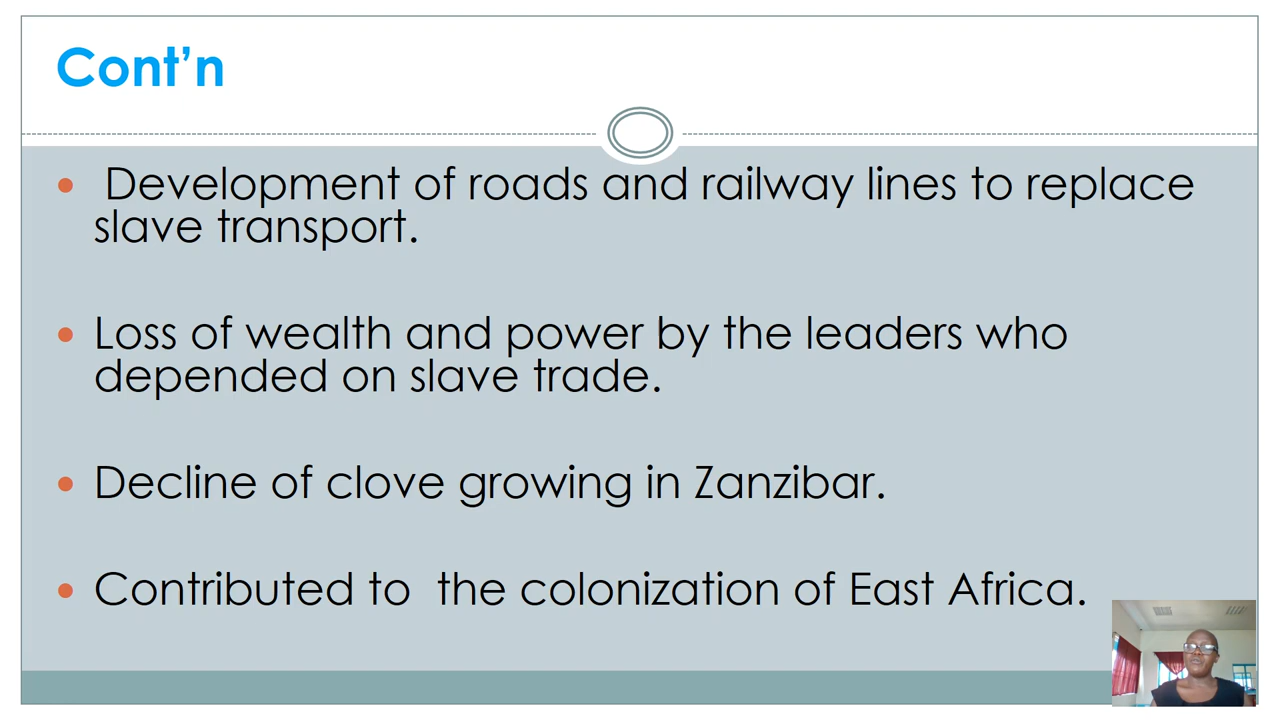 Cont’n
• Development of roads and railway lines to replace
slave transport.
• Loss of wealth and power by the leaders who
depended on slave trade.
• Decline of clove growing in Zanzibar.
• Contributed to the colonization of East Africa.